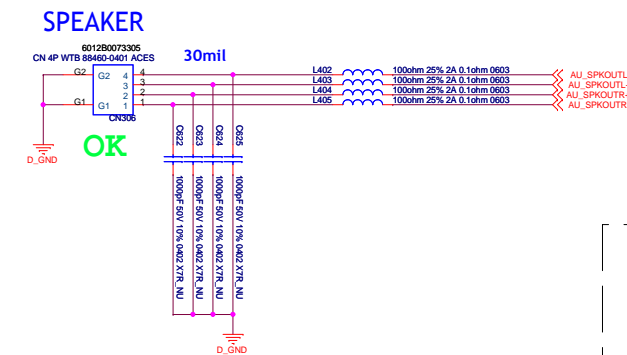 SPEAKER
6012B0073305
CN 4P WTB 88460-0401 ACES
30mil
G2 G2 4 4
3 3
2 2
G1 G1 1 1
CN306
L402 100ohm 25% 2A 0.1ohm 0603 AU_SPKOUTL
L403 100ohm 25% 2A 0.1ohm 0603 AU_SPKOUTL-
L404 100ohm 25% 2A 0.1ohm 0603 AU_SPKOUTR-
L405 100ohm 25% 2A 0.1ohm 0603 AU_SPKOUTR
OK
D_GND
C622 1000pF 50V 10% 0402 X7R_NU
C623 1000pF 50V 10% 0402 X7R_NU
C624 1000pF 50V 10% 0402 X7R_NU
C625 1000pF 50V 10% 0402 X7R_NU
D_GND